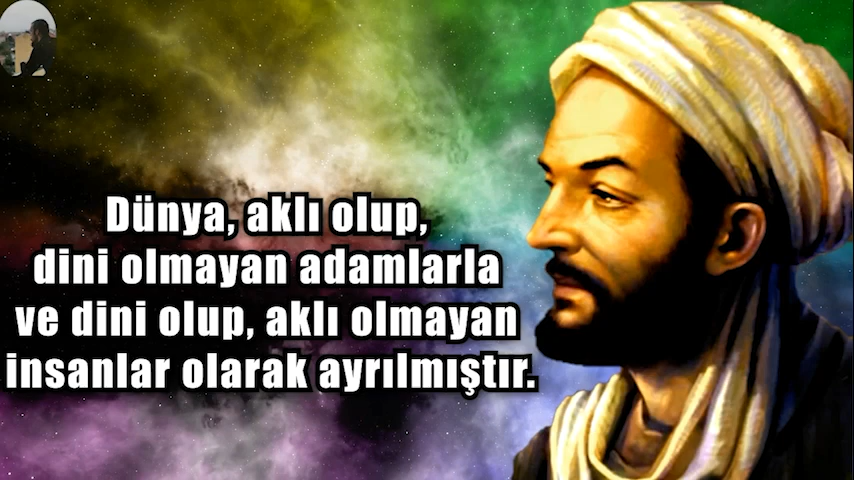 Dünya, aklı olup,
dini olmayan adamlarla
ve dini olup, aklı olmayan
insanlar olarak ayrılmıştır.